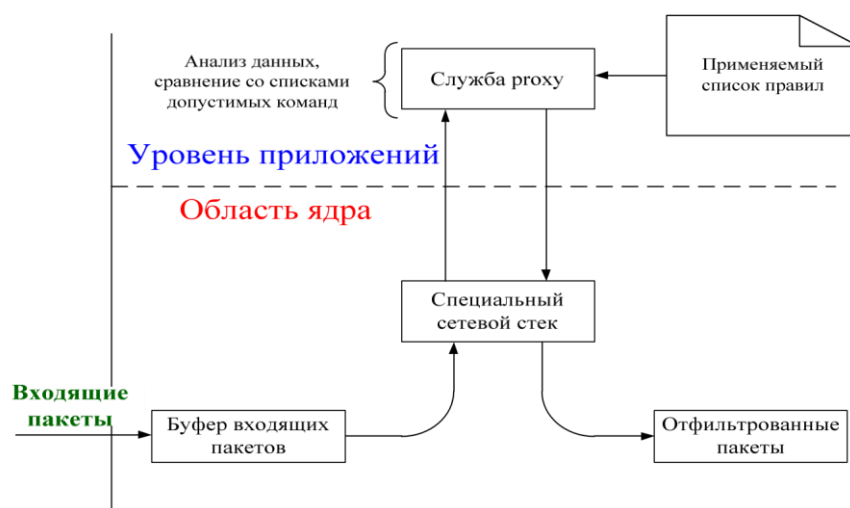 Анализ данных,
сравнение со списками
допустимых команд
Служба proxy
Применяемый
список правил
Уровень приложений
Область ядра
Специальный
сетевой стек
Входящие
пакеты
Буфер входящих
пакетов
Отфильтрованные
пакеты